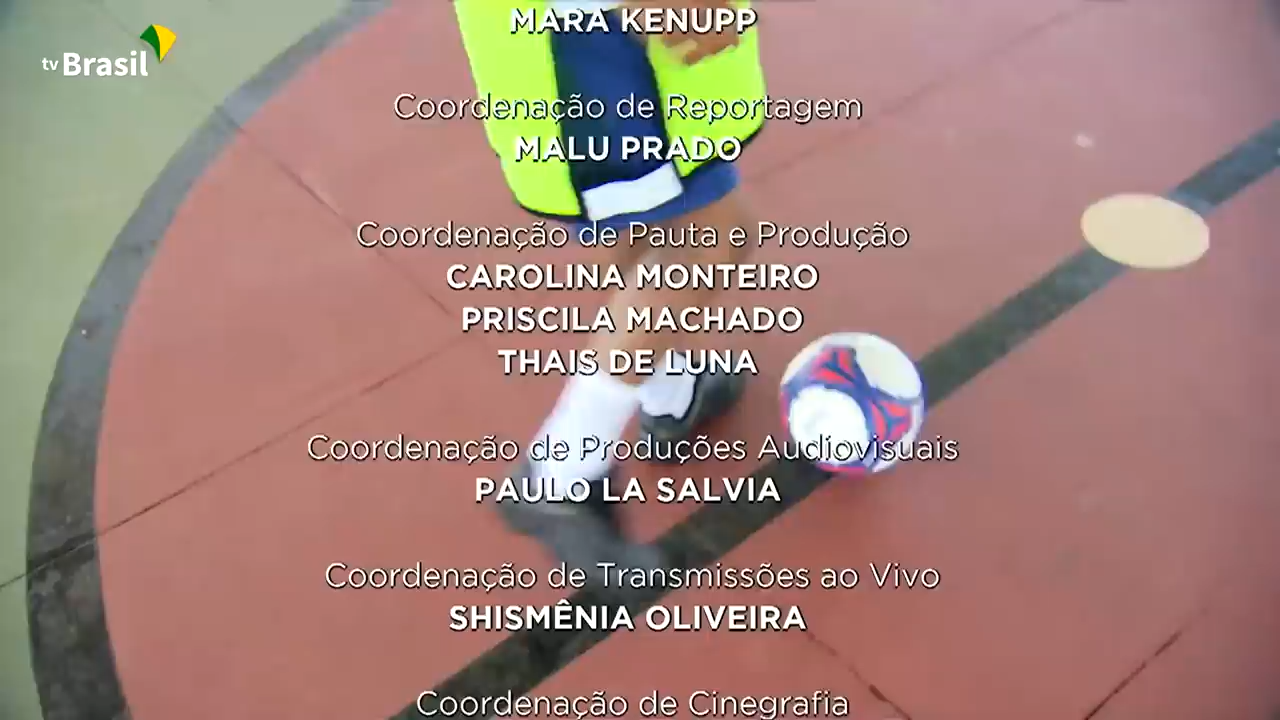 MARA KENUPP
tv Brasil
Coordenação de Reportagem
MALU PRADO
Coordenação de Pauta e Produção
CAROLINA MONTEIRO
PRISCILA MACHADO
THAIS DE LUNA
Coordenação de Produções Audiovisuais
PAULO LA SALVIA
Coordenação de Transmissões ao Vivo
SHISMÊNIA OLIVEIRA
Coordenação de Cinegrafia